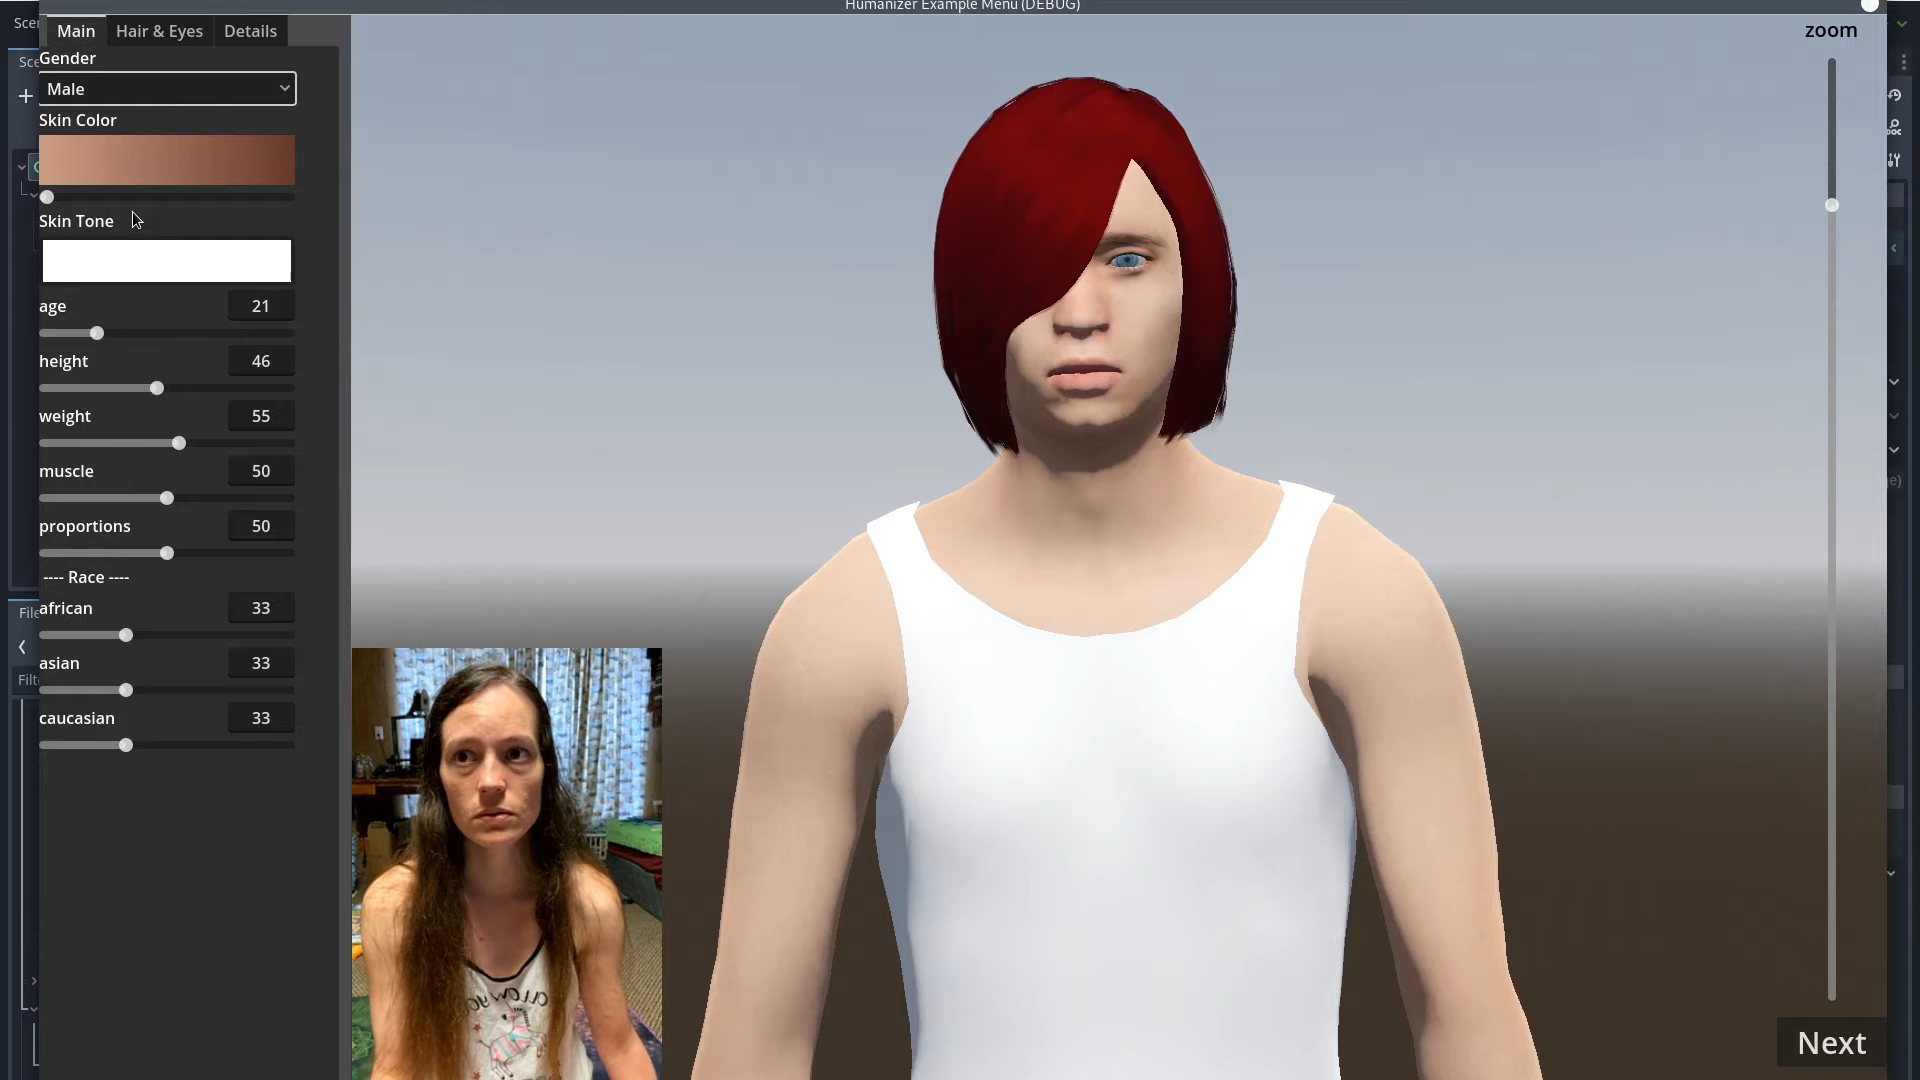 Humanizer Example Menu (DEBUG)
Main
Hair & Eyes
Details
zoom
Gender
Male
Skin Color
Skin Tone
age 21
height 46
weight 55
muscle 50
proportions 50
---- Race ----
african 33
asian 33
caucasian 33
Next